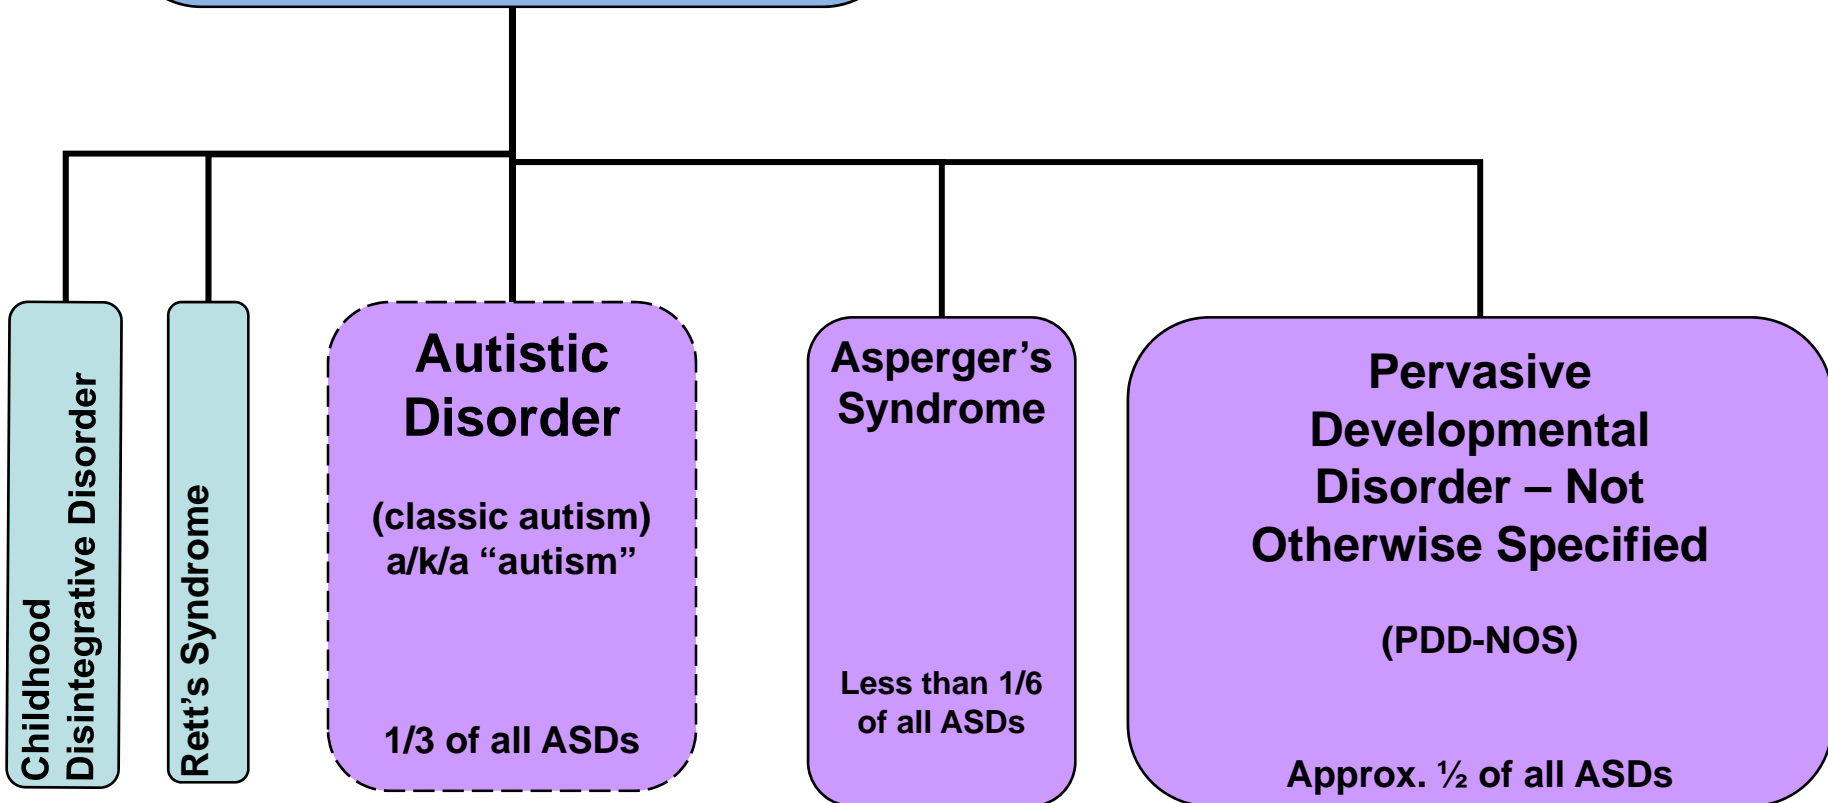 Childhood
Disintegrative Disorder
Rett’s Syndrome
Autistic
Disorder
(classic autism)
a/k/a “autism”
1/3 of all ASDs
Asperger’s
Syndrome
Less than 1/6
of all ASDs
Pervasive
Developmental
Disorder – Not
Otherwise Specified
(PDD-NOS)
Approx. ½ of all ASDs